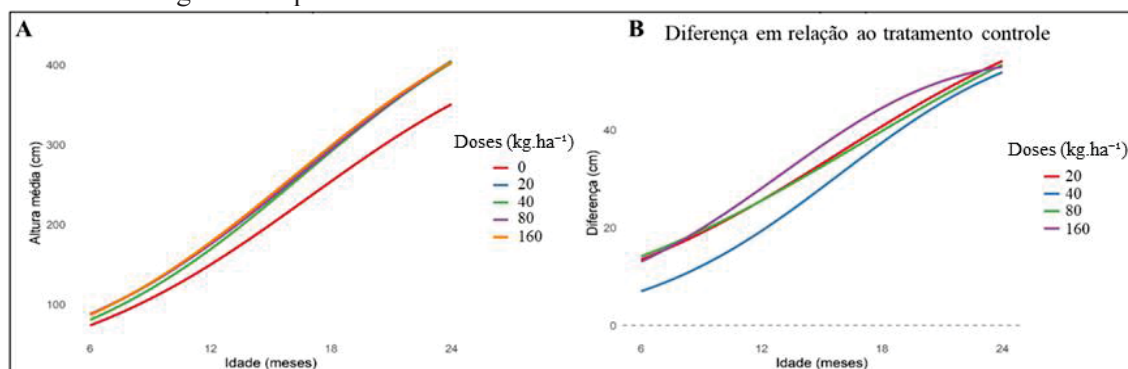 A
400
300
200
100
Altura média (cm)
6
12
18
24
Idade (meses)
Doses (kg.ha⁻¹)
0
20
40
80
160
B
Diferença em relação ao tratamento controle
40
20
0
Diferença (cm)
6
12
18
24
Idade (meses)
Doses (kg.ha⁻¹)
20
40
80
160